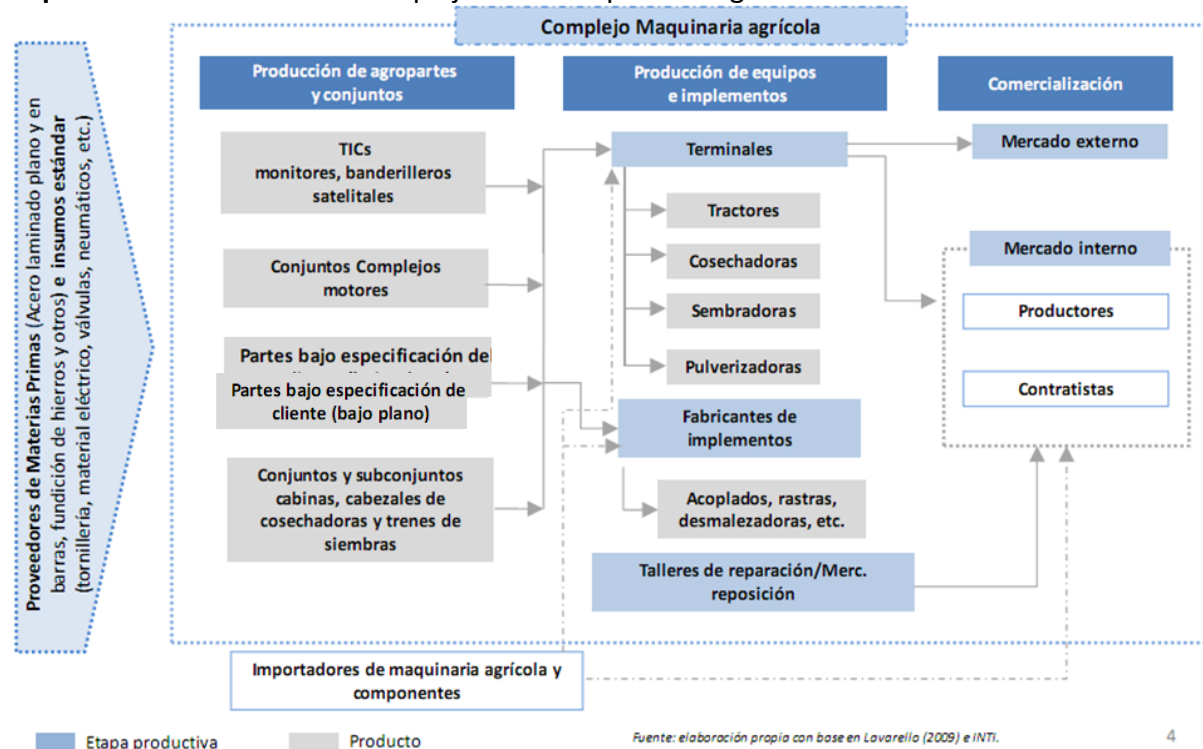 Complejo Maquinaria agrícola
Proveedores de Materias Primas (Acero laminado plano y en
barras, fundición de hierros y otros) e insumos estándar
(tornillería, material eléctrico, válvulas, neumáticos, etc.)
Producción de agropartes
y conjuntos
TICs
monitores, banderilleros
satelitales
Conjuntos Complejos
motores
Partes bajo especificación del
Partes bajo especificación de
cliente (bajo plano)
Conjuntos y subconjuntos
cabinas, cabezales de
cosechadoras y trenes de
siembras
Producción de equipos
e implementos
Terminales
Tractores
Cosechadoras
Sembradoras
Pulverizadoras
Fabricantes de
implementos
Acoplados, rastras,
desmalezadoras, etc.
Talleres de reparación/Merc.
reposición
Comercialización
Mercado externo
Mercado interno
Productores
Contratistas
Importadores de maquinaria agrícola y
componentes
Etapa productiva
Producto
Fuente: elaboración propia con base en Lavarello (2009) e INTI.
4